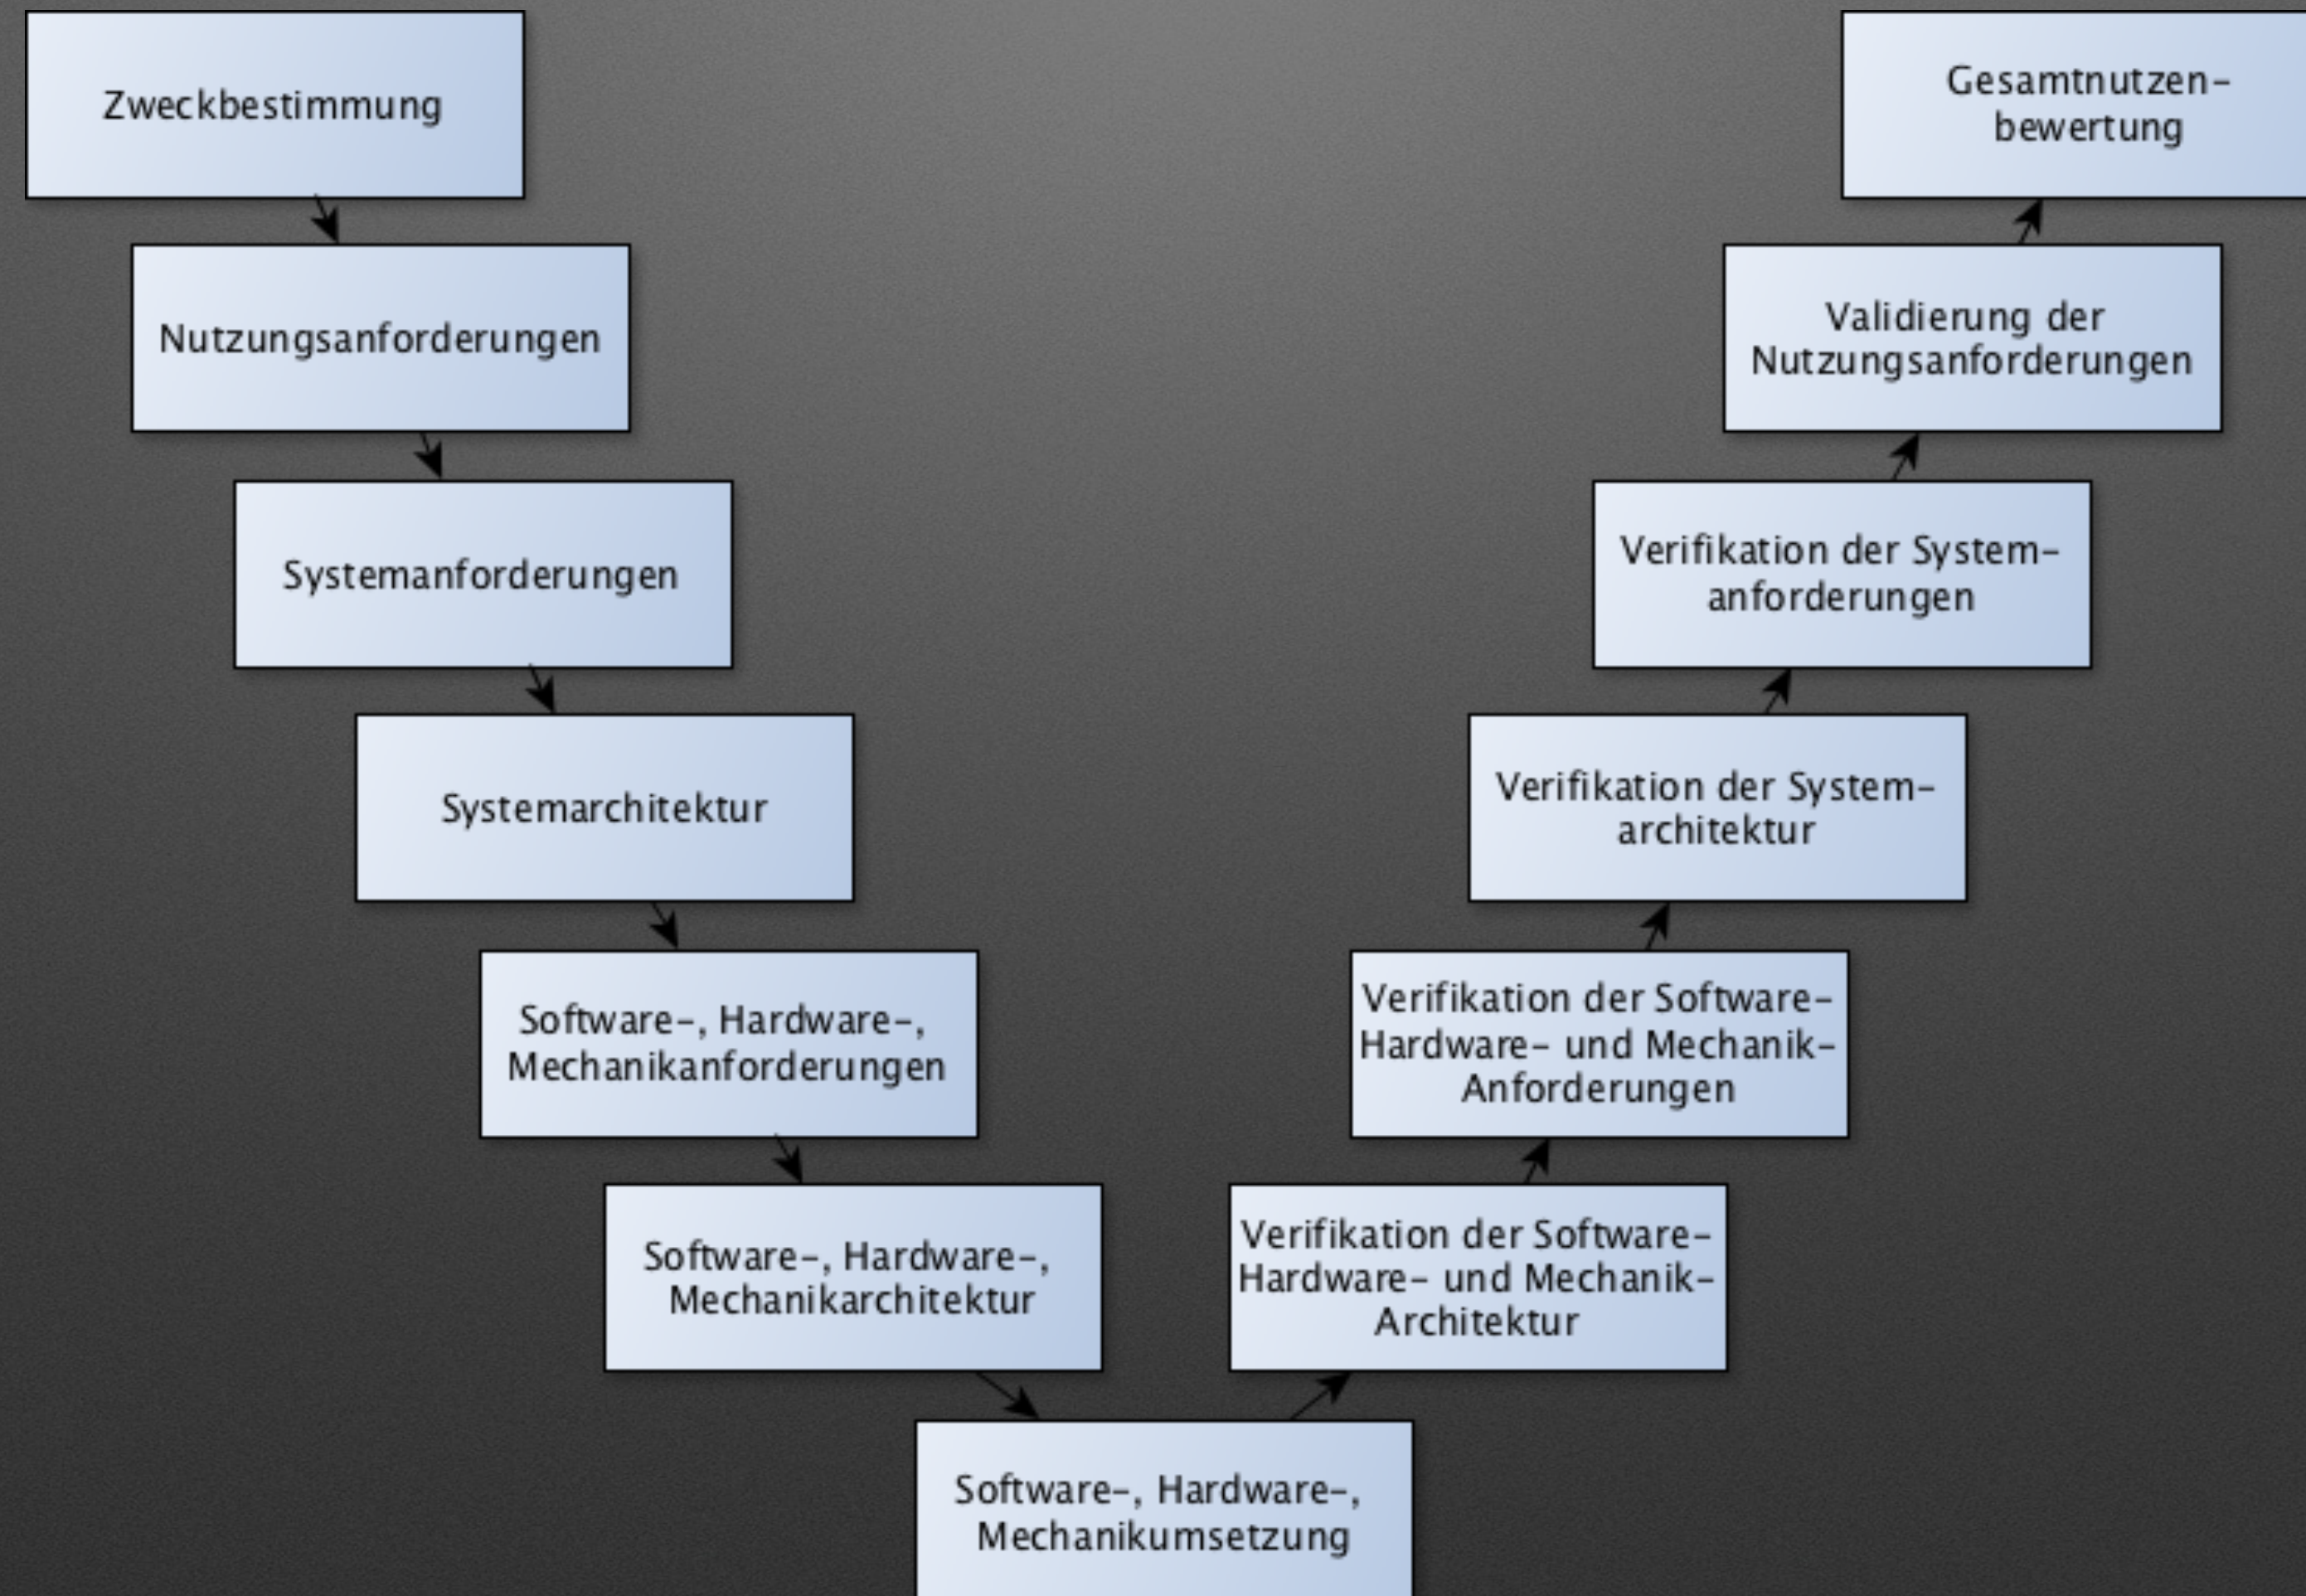 Zweckbestimmung
Nutzungsanforderungen
Systemanforderungen
Systemarchitektur
Software-, Hardware-,
Mechanikanforderungen
Software-, Hardware-,
Mechanikarchitektur
Software-, Hardware-,
Mechanikumsetzung
Verifikation der Software-
Hardware- und Mechanik-
Architektur
Verifikation der Software-
Hardware- und Mechanik-
Anforderungen
Verifikation der System-
architektur
Verifikation der System-
anforderungen
Validierung der
Nutzungsanforderungen
Gesamtnutzen-
bewertung